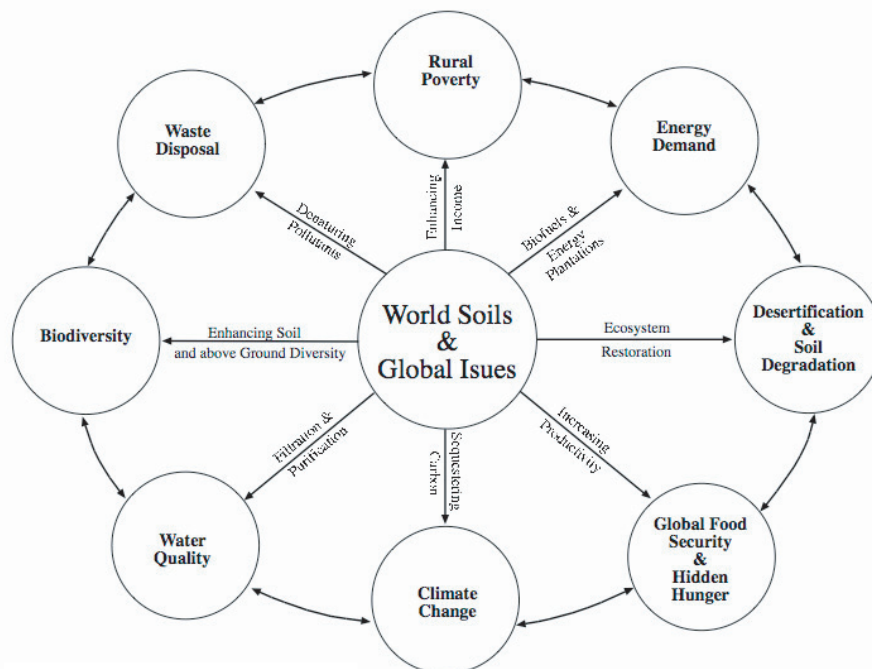 Rural
Poverty
Waste
Disposal
Energy
Demand
Enhancing
Income
Denaturing
Pollutants
Biofuels &
Energy
Plantations
World Soils
&
Global Isues
Biodiversity
Enhancing Soil
and above Ground Diversity
Ecosystem
Restoration
Desertification
&
Soil
Degradation
Filtration &
Purification
Sequestering
Carbon
Increasing
Productivity
Water
Quality
Climate
Change
Global Food
Security
&
Hidden
Hunger